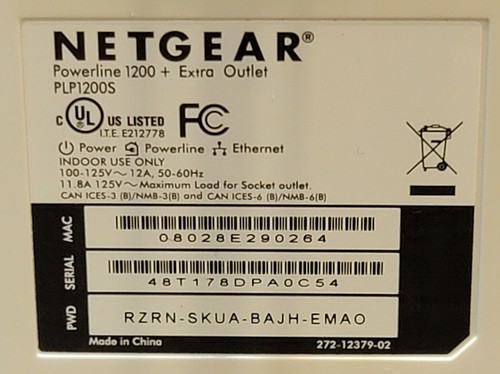 NETGEAR®
Powerline 1200 + Extra Outlet
PLP1200S
C UL US LISTED
I.T.E. E212778
FC
Power Powerline Ethernet
INDOOR USE ONLY
100-125V~ 12A, 50-60Hz
11.8A 125V~ Maximum Load for Socket outlet.
CAN ICES-3 (B)/NMB-3(B) and CAN ICES-6 (B)/NMB-6(B)
MAC
08028E290264
SERIAL
48T178DPA0C54
PWD
RZRN-SKUA-BAJH-EMAO
Made in China 272-12379-02